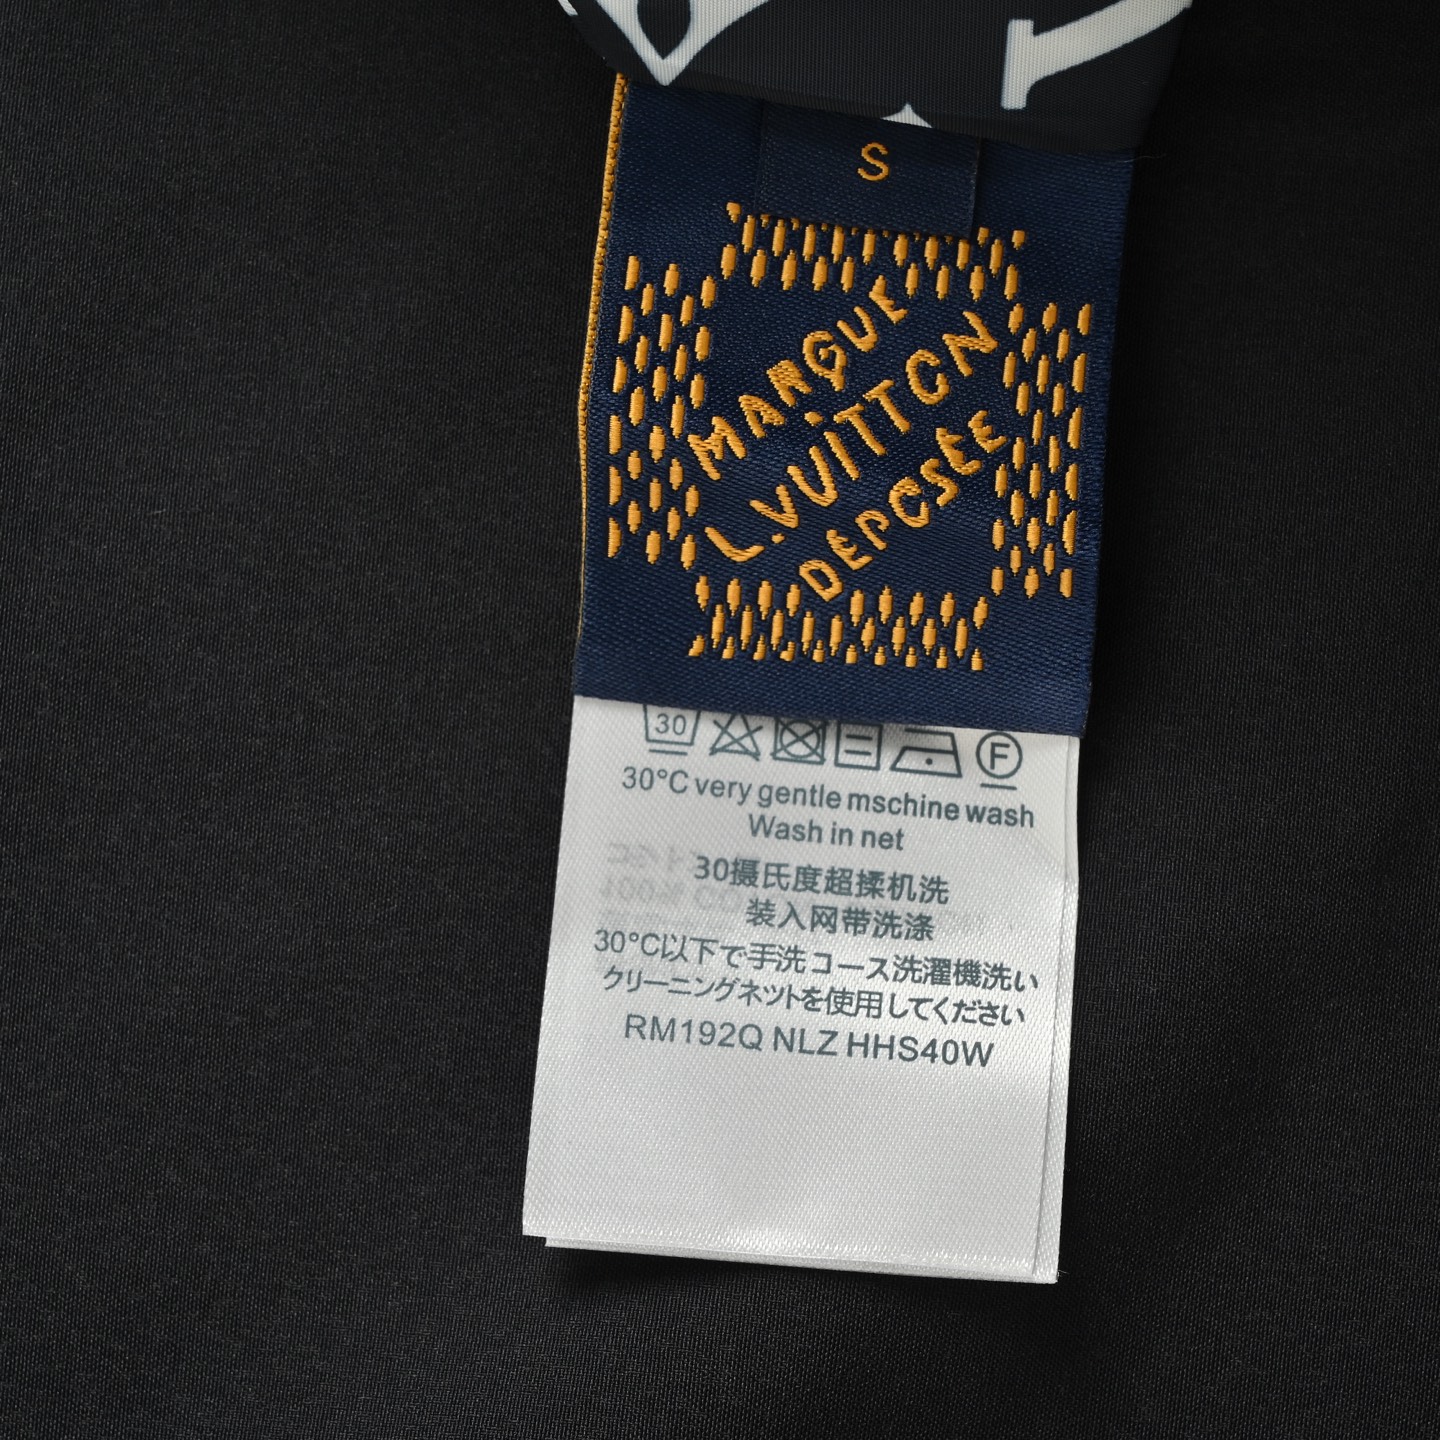 S
MARQUE
L.VUITTON
DEPOSÉE
30
F
30°C very gentle mschine wash
Wash in net
30摄氏度超揉机洗
装入网带洗涤
30°C以下で手洗コース洗濯機洗い
クリーニングネツトを使用してください
RM192Q NLZ HHS40W